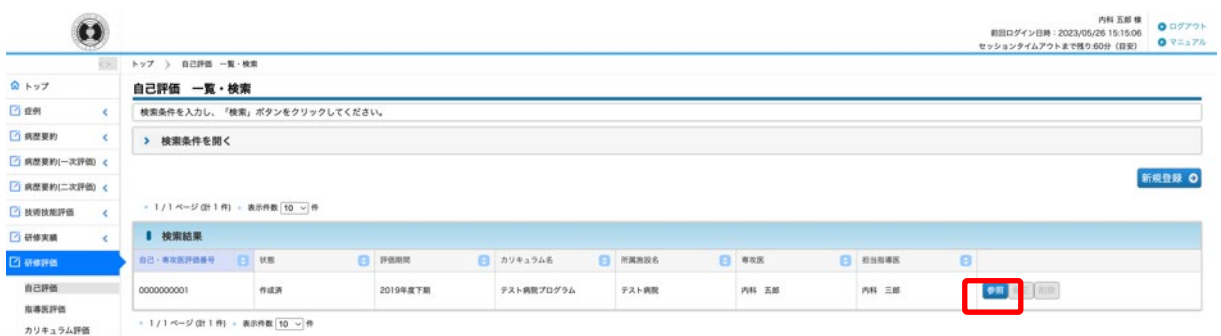 内科 五郎 様
前回ログイン日時：2023/05/26 15:15:06
セッションタイムアウトまで残り:60分（目安）
ログアウト
マニュアル
トップ 〉 自己評価 一覧・検索
トップ
症例
病歴要約
病歴要約(一次評価)
病歴要約(二次評価)
技術技能評価
研修実績
研修評価
自己評価
指導医評価
カリキュラム評価
自己評価 一覧・検索
検索条件を入力し、「検索」ボタンをクリックしてください。
検索条件を開く
新規登録
1 / 1 ページ (計 1 件) 表示件数 10 件
検索結果
自己・専攻医評価番号 状態 評価期間 カリキュラム名 所属施設名 専攻医 担当指導医
0000000001 作成済 2019年度下期 テスト病院プログラム テスト病院 内科 五郎 内科 三郎 参照 削除
1 / 1 ページ (計 1 件) 表示件数 10 件